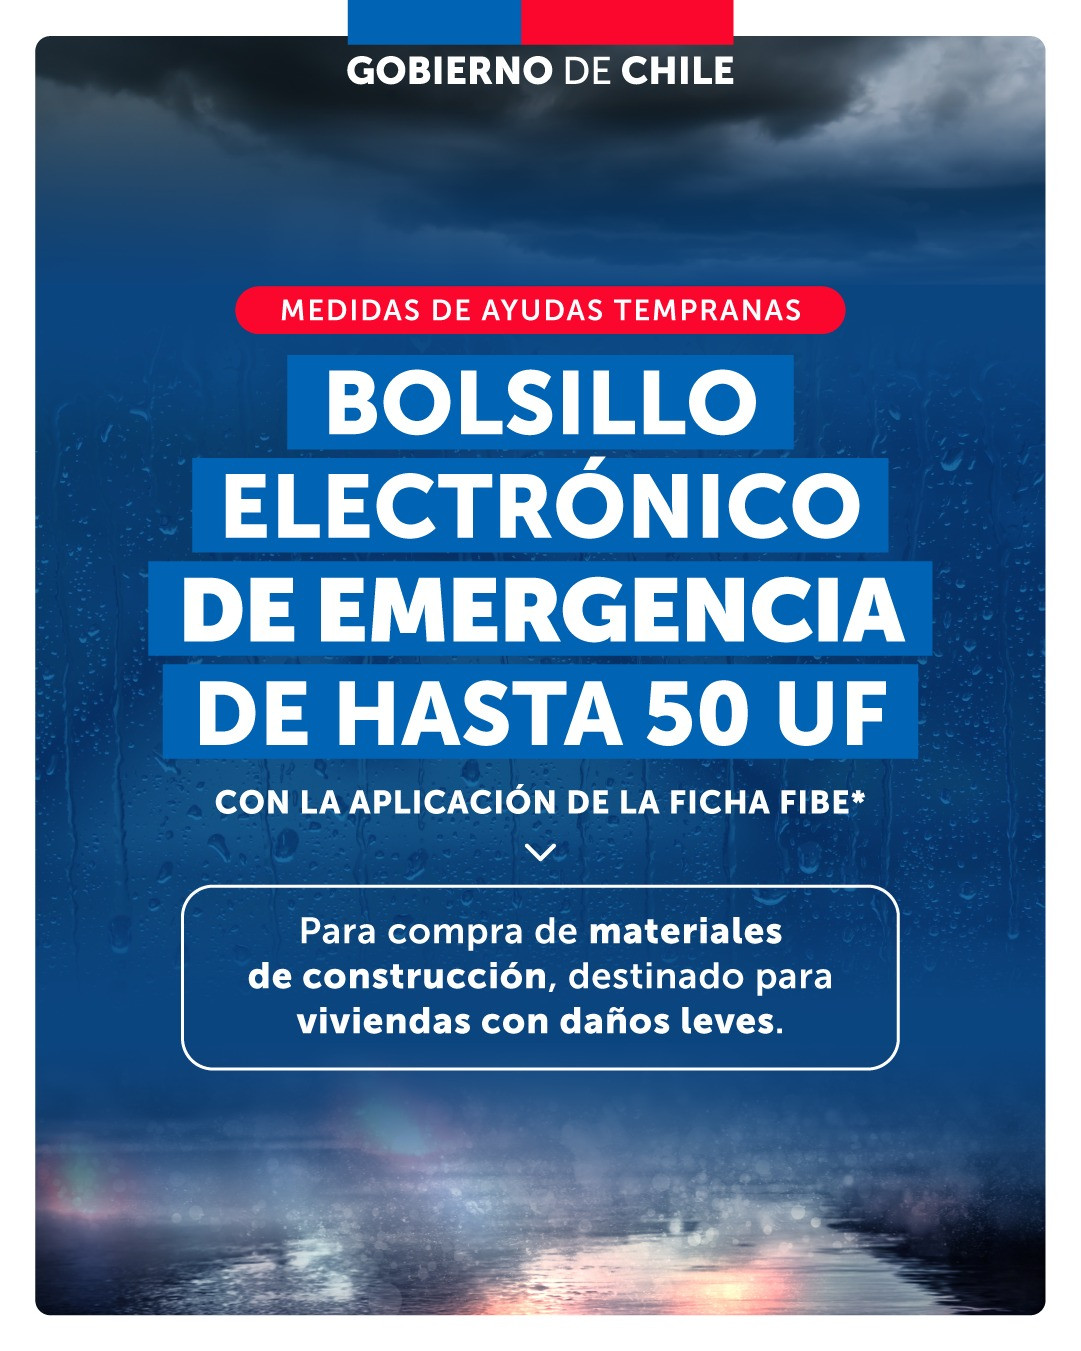 GOBIERNO DE CHILE
MEDIDAS DE AYUDAS TEMPRANAS
BOLSILLO
ELECTRÓNICO
DE EMERGENCIA
DE HASTA 50 UF
CON LA APLICACIÓN DE LA FICHA FIBE*
Para compra de materiales
de construcción, destinado para
viviendas con daños leves.